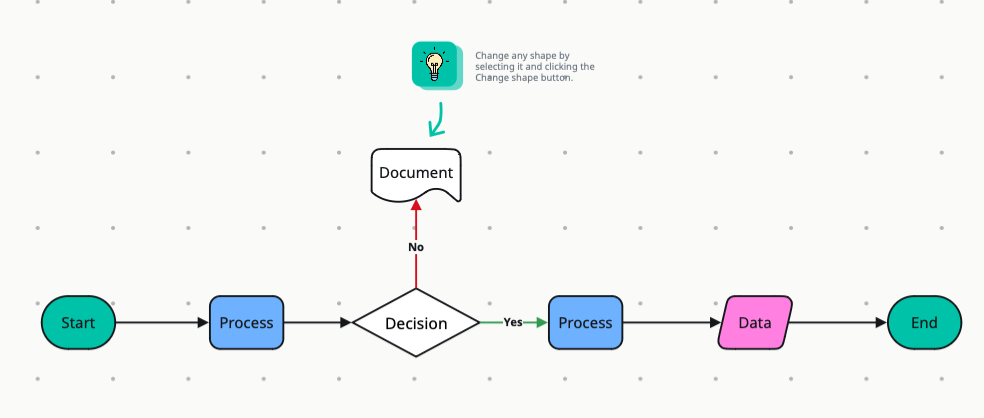 Change any shape by
selecting it and clicking the
Change shape button.
Document
No
Start
Process
Decision
Yes
Process
Data
End